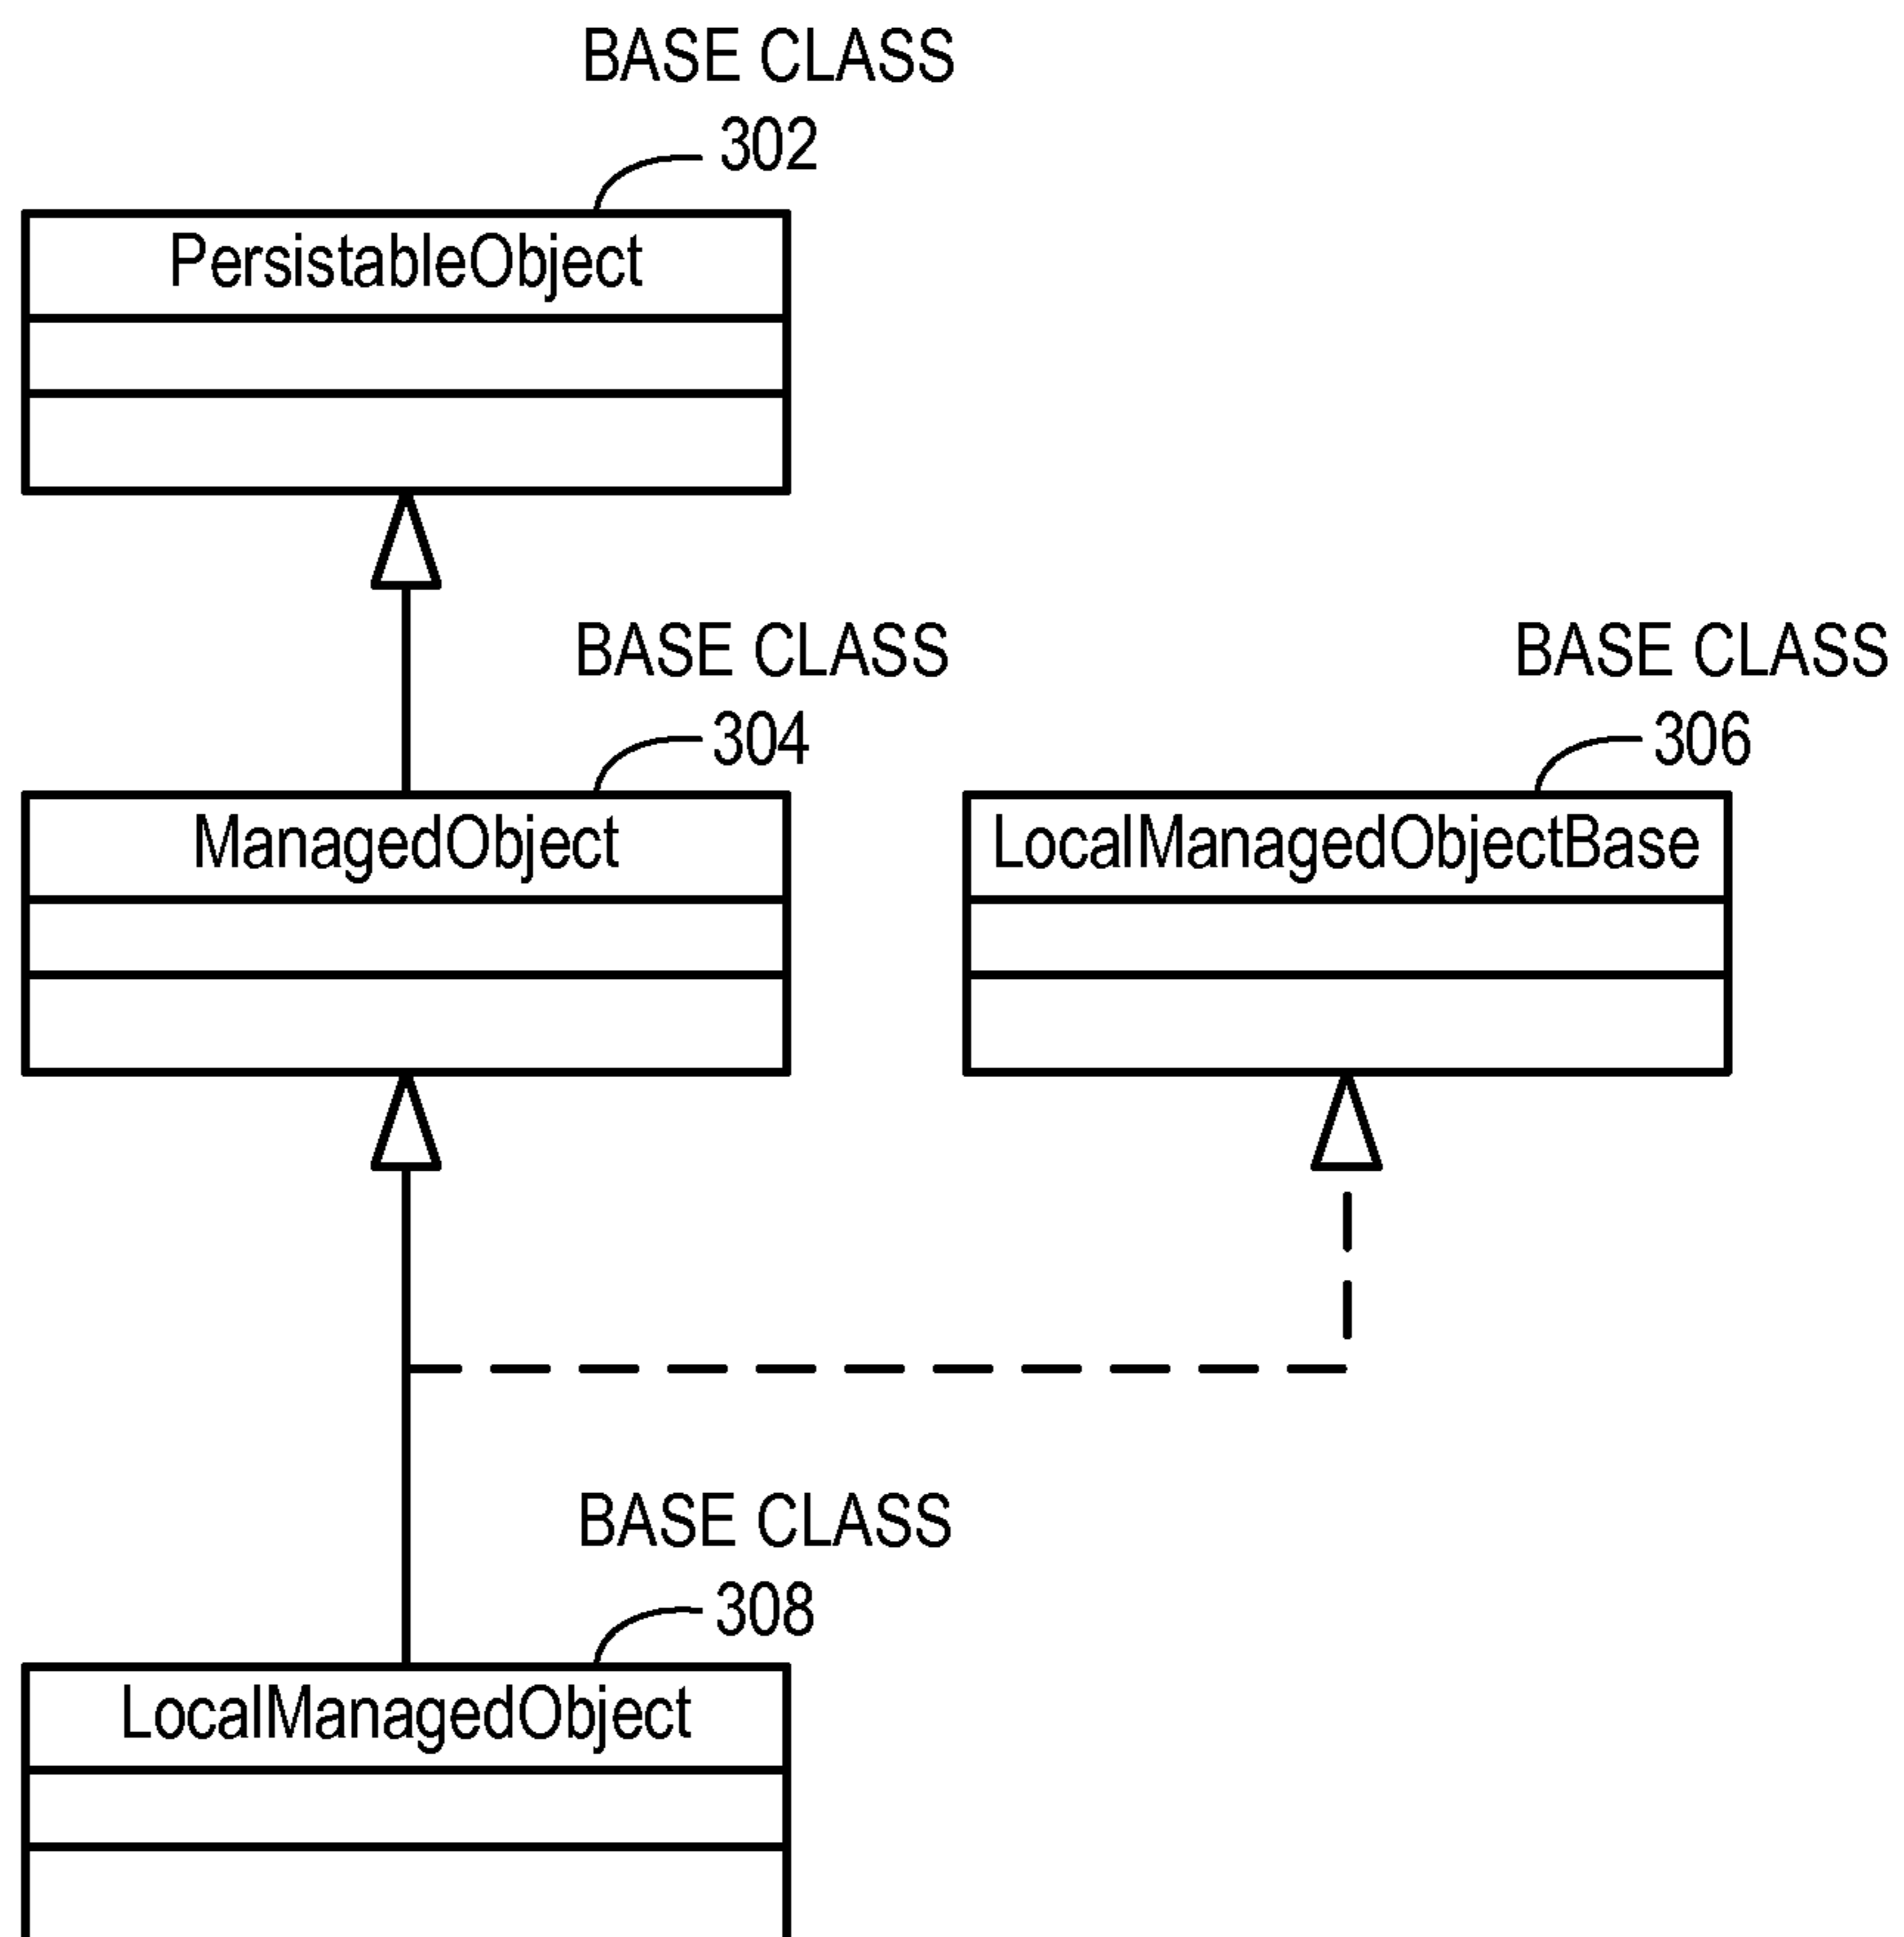 BASE CLASS
302
PersistableObject
BASE CLASS
304
ManagedObject
BASE CLASS
306
LocalManagedObjectBase
BASE CLASS
308
LocalManagedObject